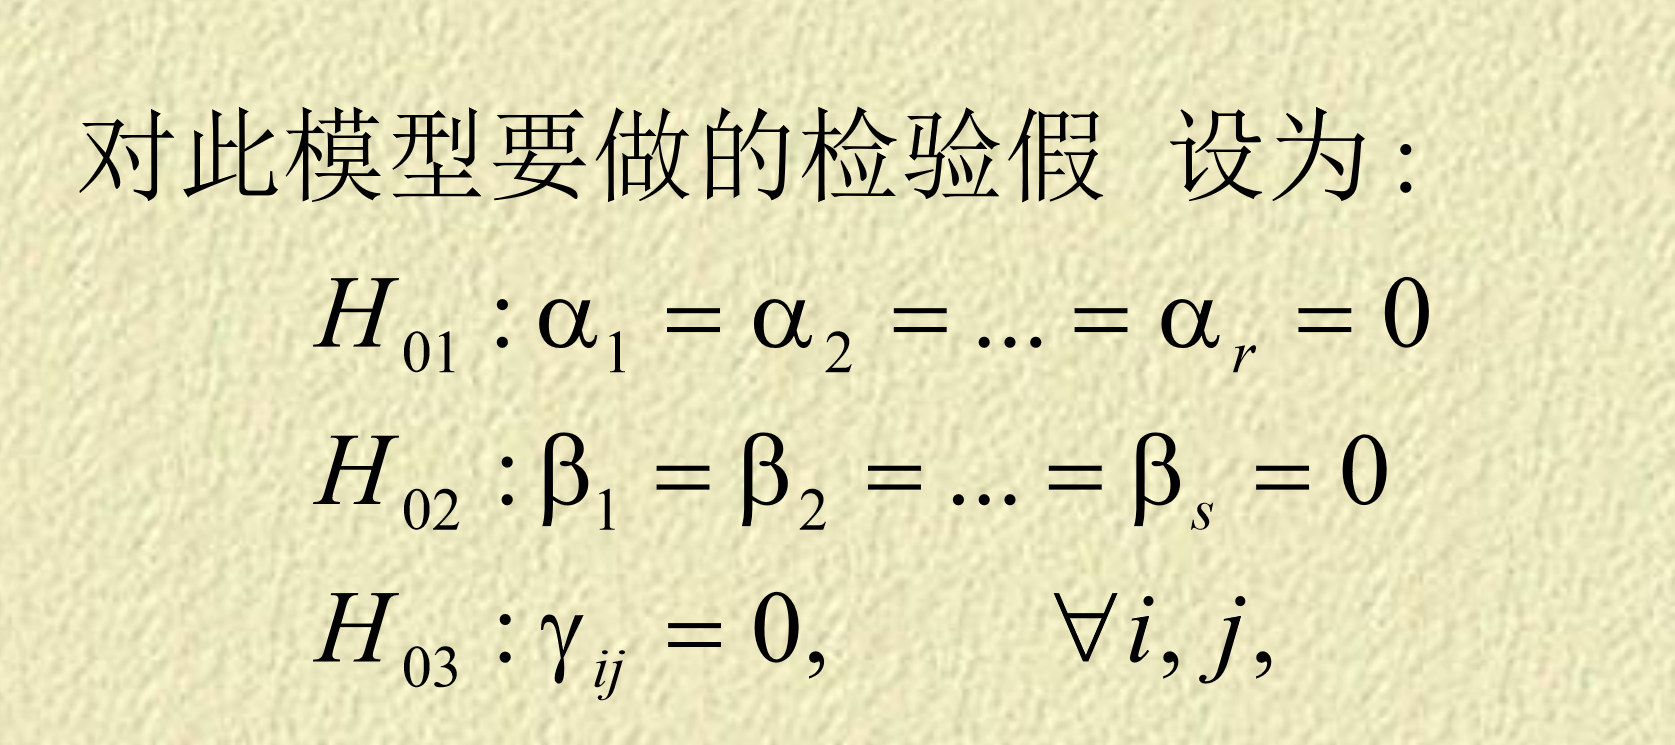 对此模型要做的检验假 设为:
H₀₁ : α₁ = α₂ = ... = αᵣ = 0
H₀₂ : β₁ = β₂ = ... = βₛ = 0
H₀₃ : γᵢⱼ = 0, ∀i, j,